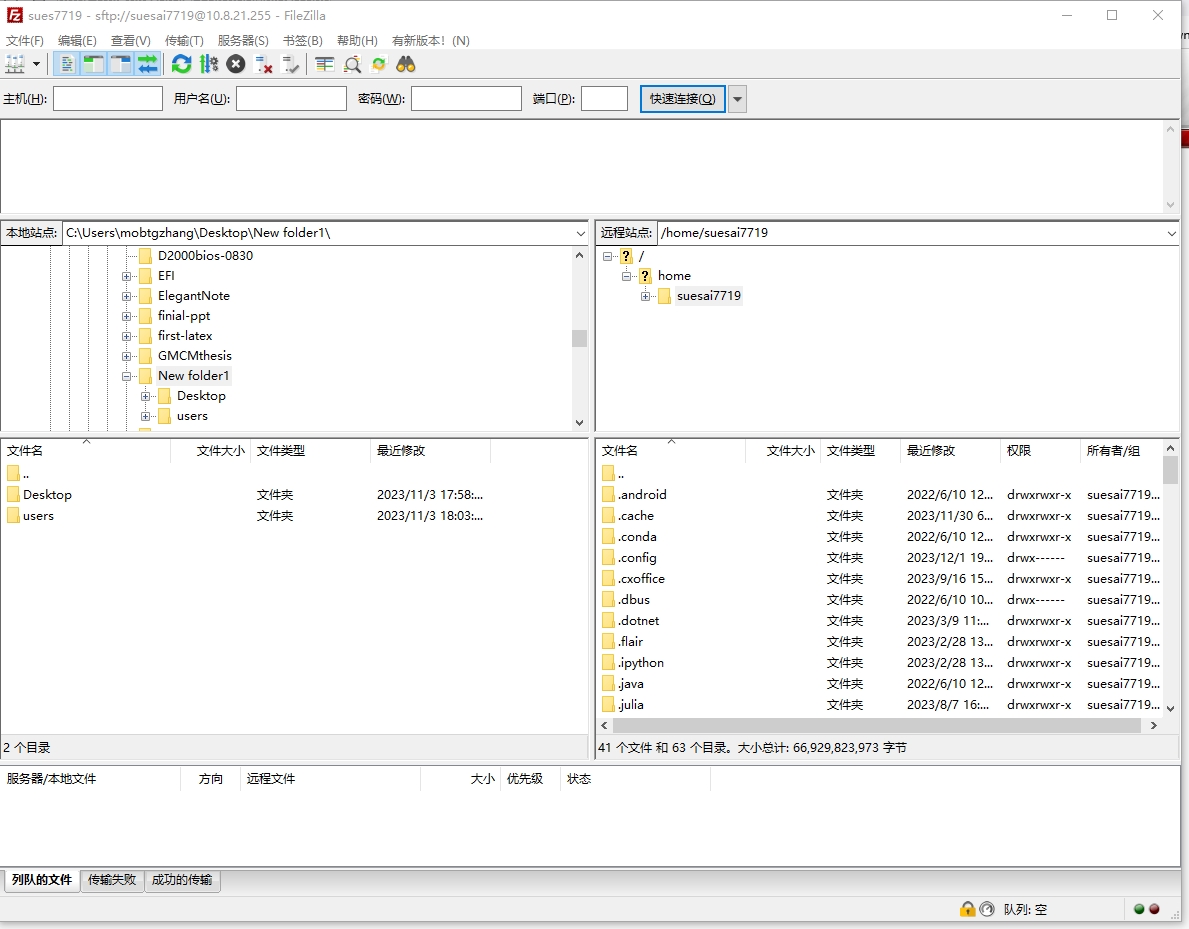 sues7719 - sftp://suesai7719@10.8.21.255 - FileZilla
文件(F) 编辑(E) 查看(V) 传输(T) 服务器(S) 书签(B) 帮助(H) 有新版本！(N)
主机(H): 用户名(U): 密码(W): 端口(P): 快速连接(Q)
本地站点: C:\Users\mobtgzhang\Desktop\New folder1\
D2000bios-0830
EFI
ElegantNote
finial-ppt
first-latex
GMCMthesis
New folder1
Desktop
users
远程站点: /home/suesai7719
/
home
suesai7719
文件名 文件大小 文件类型 最近修改
..
Desktop 文件夹 2023/11/3 17:58:...
users 文件夹 2023/11/3 18:03:...
2 个目录
文件名 文件大小 文件类型 最近修改 权限 所有者/组
..
.android 文件夹 2022/6/10 12... drwxrwxr-x suesai7719...
.cache 文件夹 2023/11/30 6... drwxrwxr-x suesai7719...
.conda 文件夹 2022/6/10 12... drwxrwxr-x suesai7719...
.config 文件夹 2023/12/1 19... drwx------ suesai7719...
.cxoffice 文件夹 2023/9/16 15... drwxrwxr-x suesai7719...
.dbus 文件夹 2022/6/10 10... drwx------ suesai7719...
.dotnet 文件夹 2023/3/9 11:... drwxrwxr-x suesai7719...
.flair 文件夹 2023/2/28 13... drwxrwxr-x suesai7719...
.ipython 文件夹 2023/2/28 13... drwxrwxr-x suesai7719...
.java 文件夹 2022/6/10 12... drwxrwxr-x suesai7719...
.julia 文件夹 2023/8/7 16:... drwxrwxr-x suesai7719...
41 个文件 和 63 个目录。大小总计: 66,929,823,973 字节
服务器/本地文件 方向 远程文件 大小 优先级 状态
列队的文件 传输失败 成功的传输
队列: 空